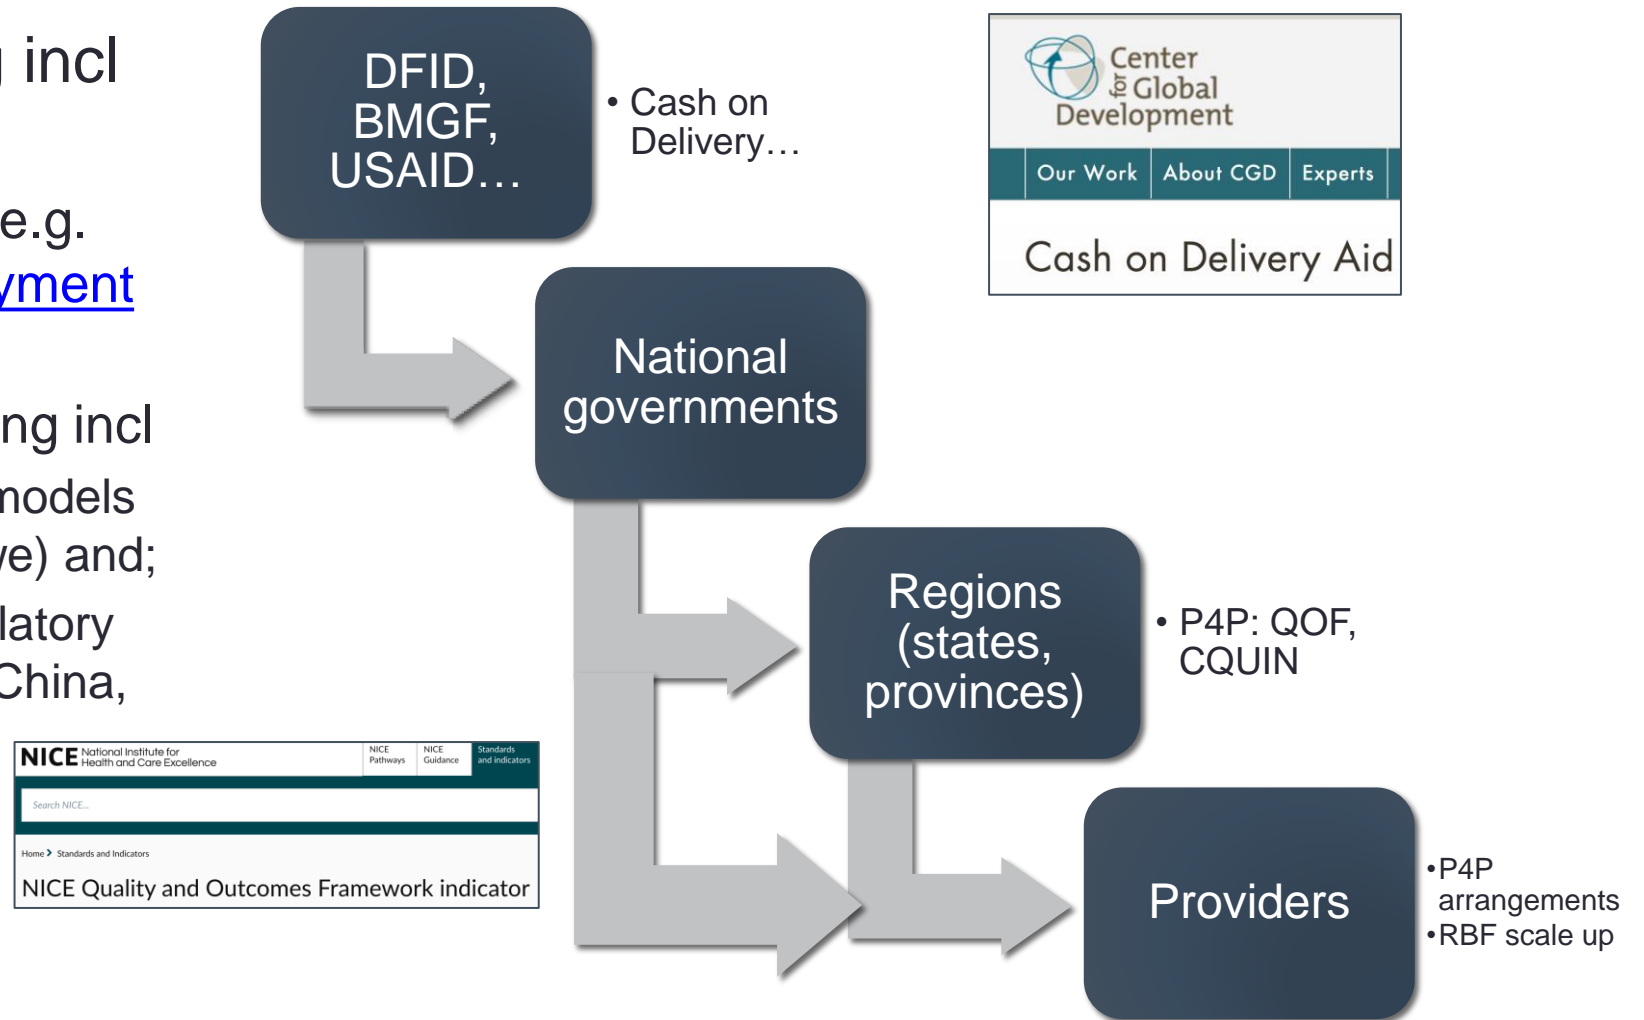 g incl
e.g.
yment
ng incl
models
ve) and;
latory
China,
DFID,
BMGF,
USAID…
• Cash on
Delivery…
Center
for Global
Development
Our Work
About CGD
Experts
Cash on Delivery Aid
National
governments
Regions
(states,
provinces)
• P4P: QOF,
CQUIN
NICE National Institute for
Health and Care Excellence
NICE
Pathways
NICE
Guidance
Standards
and indicators
Search NICE...
Home > Standards and Indicators
NICE Quality and Outcomes Framework indicator
Providers
•P4P
arrangements
•RBF scale up